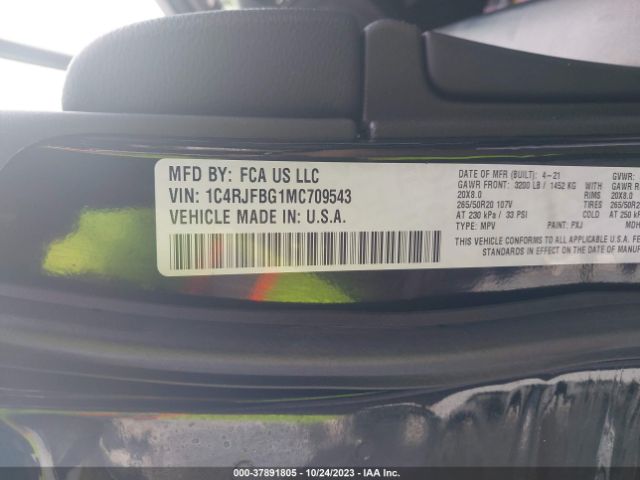 MFD BY: FCA US LLC
VIN: 1C4RJFBG1MC709543
VEHICLE MADE IN: U.S.A.
DATE OF MFR (BUILT): 4-21 GVWR:
GAWR FRONT: 3200 LB / 1452 KG WITH GAWR
20X8.0 RIMS 20X8.0
265/50R20 107V TIRES 265/50R2
AT 230 kPa / 33 PSI COLD AT 250 kP
TYPE: MPV PAINT: PXJ MDH
THIS VEHICLE CONFORMS TO ALL APPLICABLE U.S.A. FE
STANDARDS IN EFFECT ON THE DATE OF MANUF
000-37891805 - 10/24/2023 - IAA Inc.